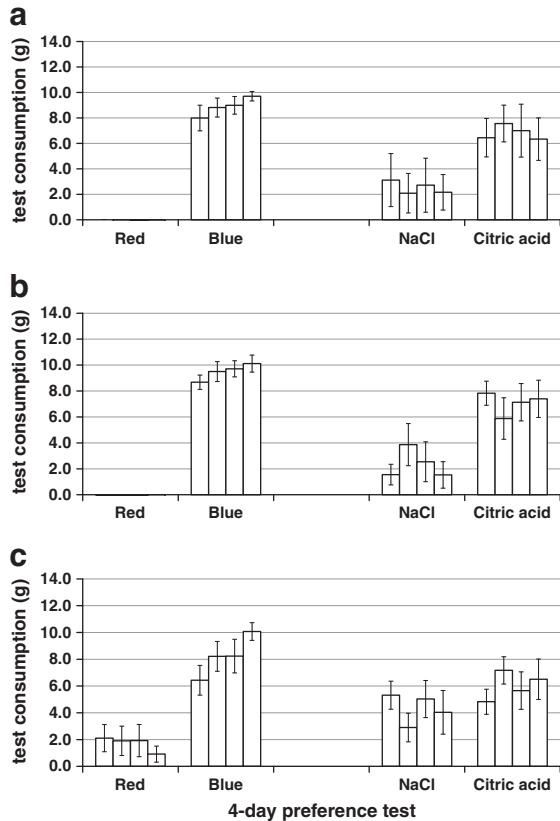 a
test consumption (g)
14.0
12.0
10.0
8.0
6.0
4.0
2.0
0.0
Red Blue NaCl Citric acid
b
test consumption (g)
14.0
12.0
10.0
8.0
6.0
4.0
2.0
0.0
Red Blue NaCl Citric acid
c
test consumption (g)
14.0
12.0
10.0
8.0
6.0
4.0
2.0
0.0
Red Blue NaCl Citric acid
4-day preference test